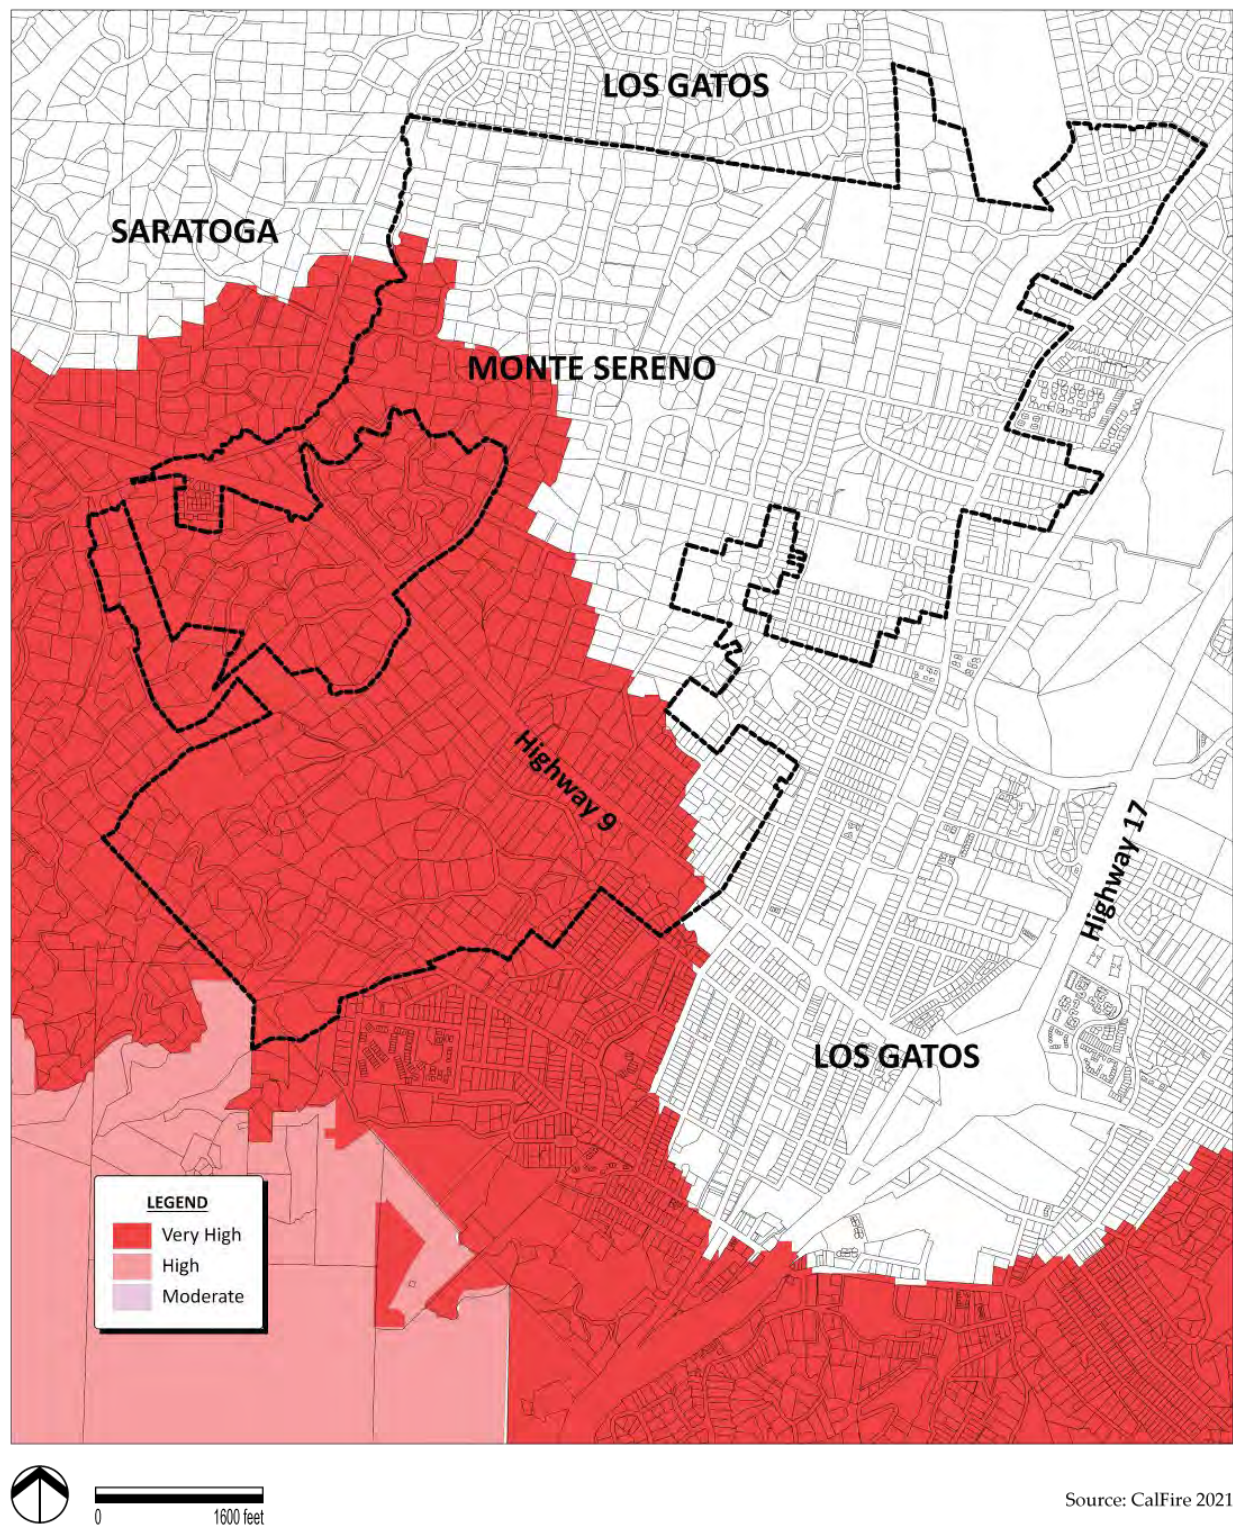 LOS GATOS
SARATOGA
MONTE SERENO
Highway 9
Highway 17
LOS GATOS
LEGEND
Very High
High
Moderate
0 1600 feet
Source: CalFire 2021